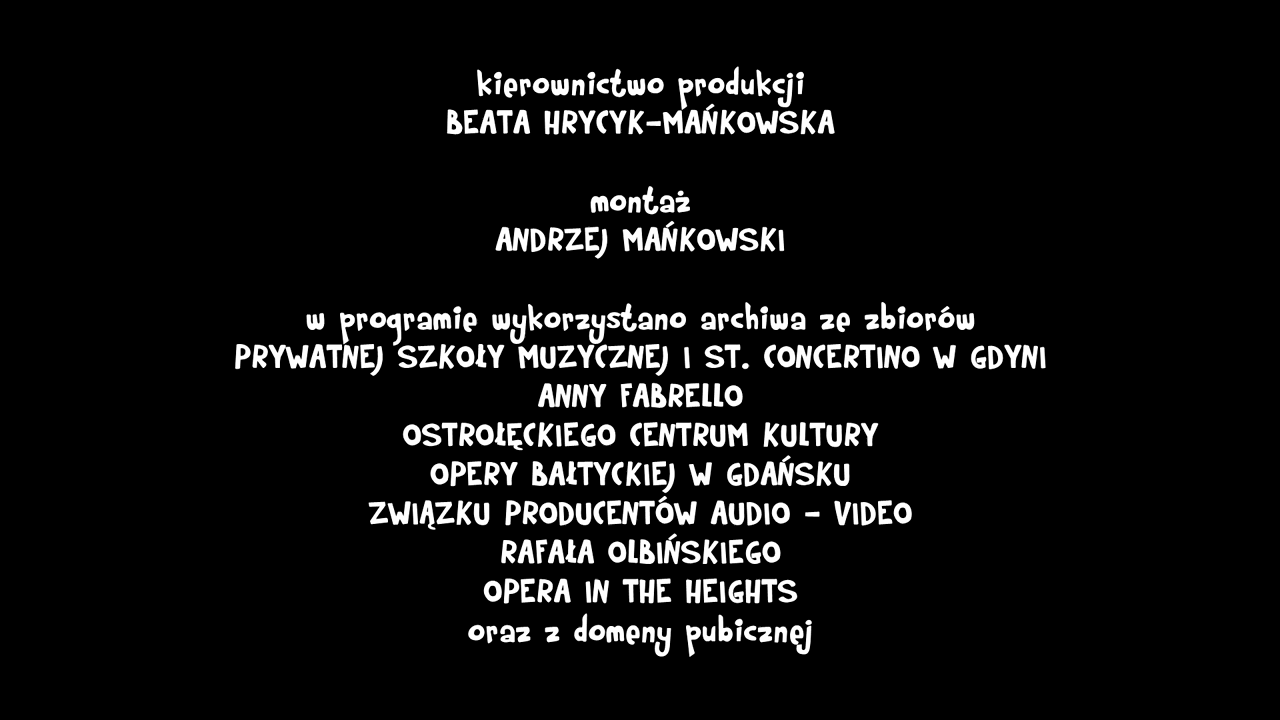 kierownictwo produkcji
BEATA HRYCYK-MAŃKOWSKA
montaż
ANDRZEJ MAŃKOWSKI
w programie wykorzystano archiwa ze zbiorów
PRYWATNEJ SZKOŁY MUZYCZNEJ I ST. CONCERTINO W GDYNI
ANNY FABRELLO
OSTROŁĘCKIEGO CENTRUM KULTURY
OPERY BAŁTYCKIEJ W GDAŃSKU
ZWIĄZKU PRODUCENTÓW AUDIO - VIDEO
RAFAŁA OLBIŃSKIEGO
OPERA IN THE HEIGHTS
oraz z domeny pubicznej